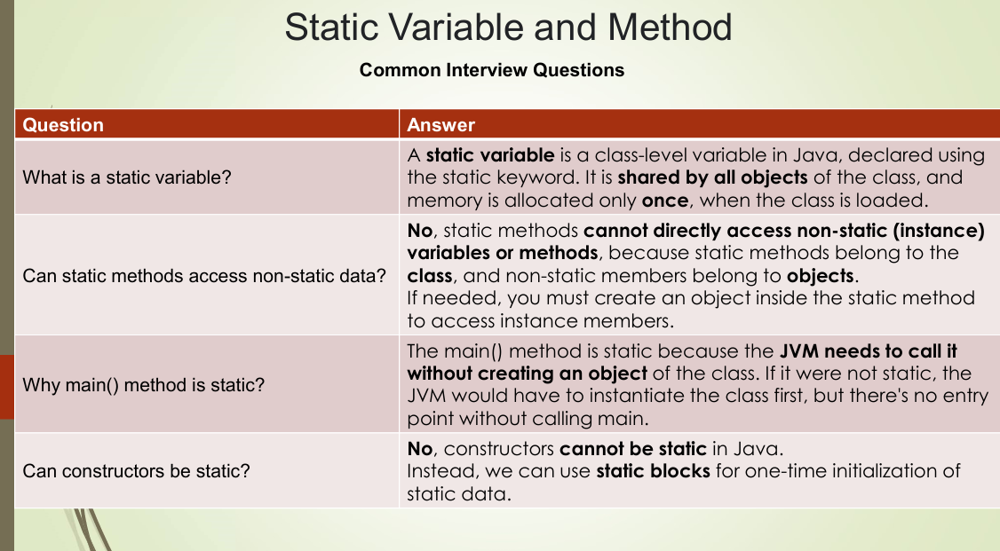 Static Variable and Method
Common Interview Questions
Question
Answer
What is a static variable?
A static variable is a class-level variable in Java, declared using
the static keyword. It is shared by all objects of the class, and
memory is allocated only once, when the class is loaded.
Can static methods access non-static data?
No, static methods cannot directly access non-static (instance)
variables or methods, because static methods belong to the
class, and non-static members belong to objects.
If needed, you must create an object inside the static method
to access instance members.
Why main() method is static?
The main() method is static because the JVM needs to call it
without creating an object of the class. If it were not static, the
JVM would have to instantiate the class first, but there's no entry
point without calling main.
Can constructors be static?
No, constructors cannot be static in Java.
Instead, we can use static blocks for one-time initialization of
static data.